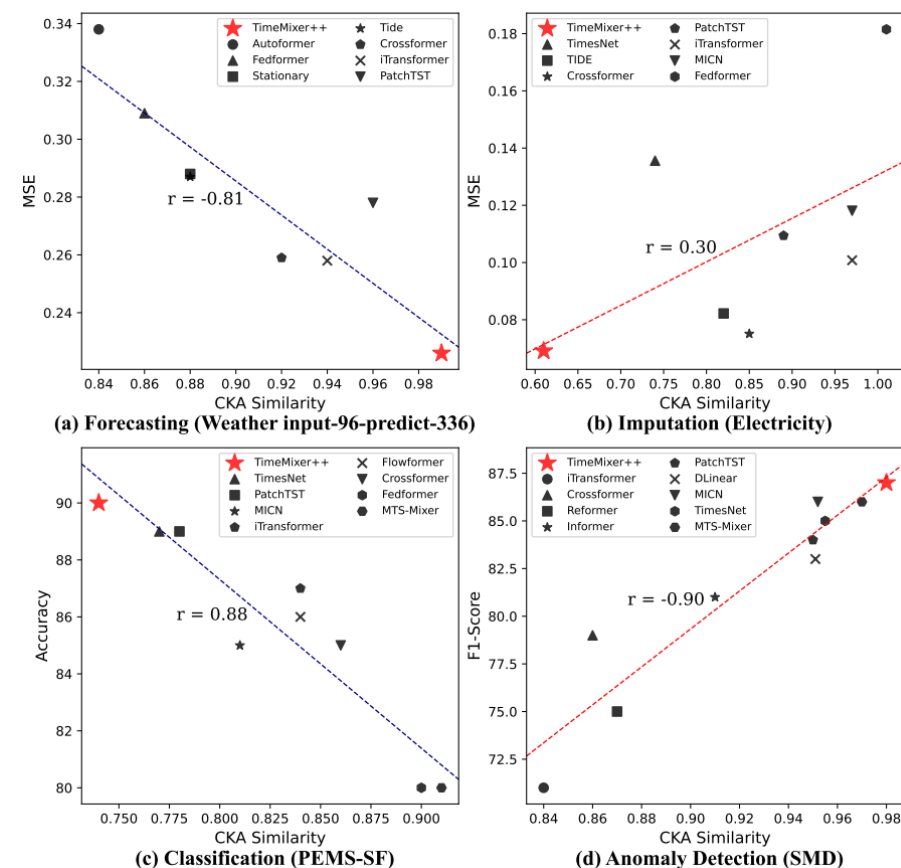 0.34
0.32
0.30
0.28
0.26
0.24
MSE
TimeMixer++
Autoformer
Fedformer
Stationary
Tide
Crossformer
iTransformer
PatchTST
r = -0.81
0.84 0.86 0.88 0.90 0.92 0.94 0.96 0.98
CKA Similarity
(a) Forecasting (Weather input-96-predict-336)
0.18
0.16
0.14
0.12
0.10
0.08
MSE
TimeMixer++
TimesNet
TIDE
Crossformer
PatchTST
iTransformer
MICN
Fedformer
r = 0.30
0.60 0.65 0.70 0.75 0.80 0.85 0.90 0.95 1.00
CKA Similarity
(b) Imputation (Electricity)
90
88
86
84
82
80
Accuracy
TimeMixer++
TimesNet
PatchTST
MICN
iTransformer
Flowformer
Crossformer
Fedformer
MTS-Mixer
r = 0.88
0.750 0.775 0.800 0.825 0.850 0.875 0.900
CKA Similarity
(c) Classification (PEMS-SF)
87.5
85.0
82.5
80.0
77.5
75.0
72.5
F1-Score
TimeMixer++
iTransformer
Crossformer
Reformer
Informer
PatchTST
DLinear
MICN
TimesNet
MTS-Mixer
r = -0.90
0.84 0.86 0.88 0.90 0.92 0.94 0.96 0.98
CKA Similarity
(d) Anomaly Detection (SMD)